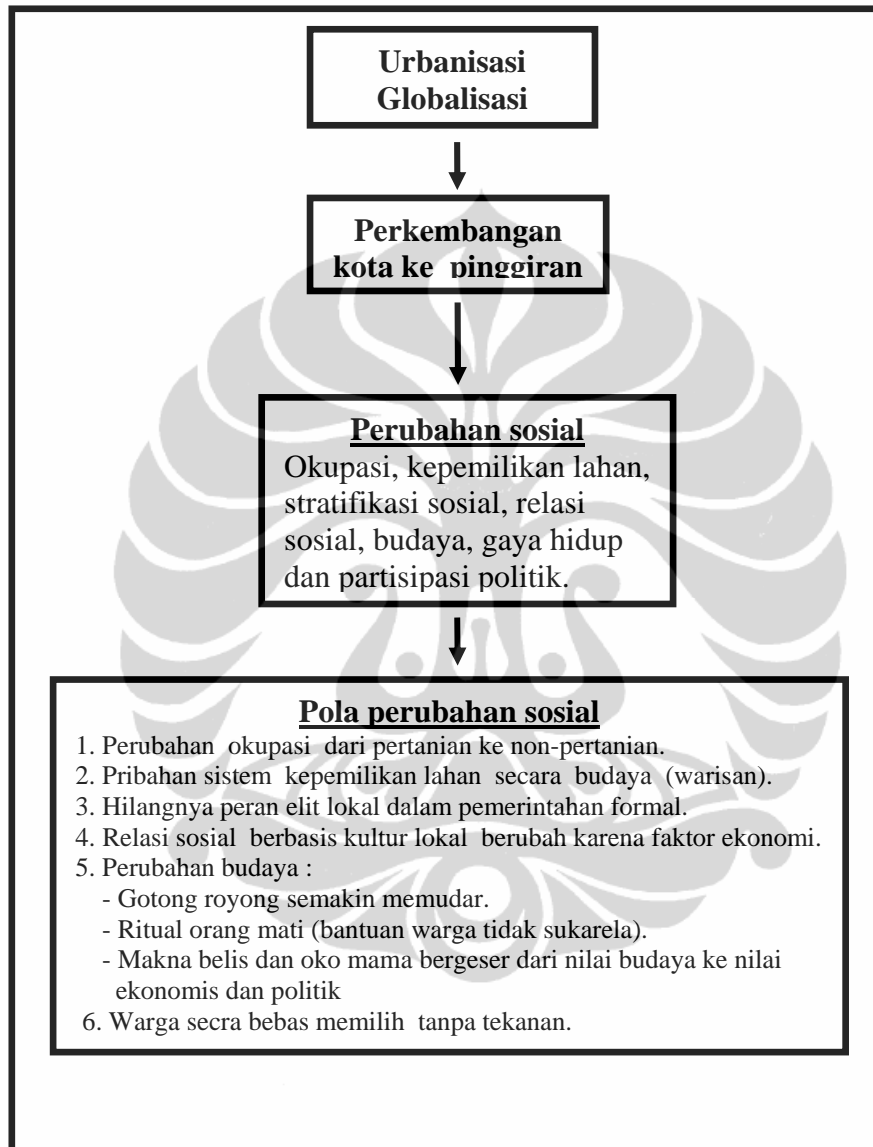 Urbanisasi
Globalisasi
Perkembangan
kota ke pinggiran
Perubahan sosial
Okupasi, kepemilikan lahan,
stratifikasi sosial, relasi
sosial, budaya, gaya hidup
dan partisipasi politik.
Pola perubahan sosial
1. Perubahan okupasi dari pertanian ke non-pertanian.
2. Pribahan sistem kepemilikan lahan secara budaya (warisan).
3. Hilangnya peran elit lokal dalam pemerintahan formal.
4. Relasi sosial berbasis kultur lokal berubah karena faktor ekonomi.
5. Perubahan budaya :
- Gotong royong semakin memudar.
- Ritual orang mati (bantuan warga tidak sukarela).
- Makna belis dan oko mama bergeser dari nilai budaya ke nilai
ekonomis dan politik
6. Warga secra bebas memilih tanpa tekanan.